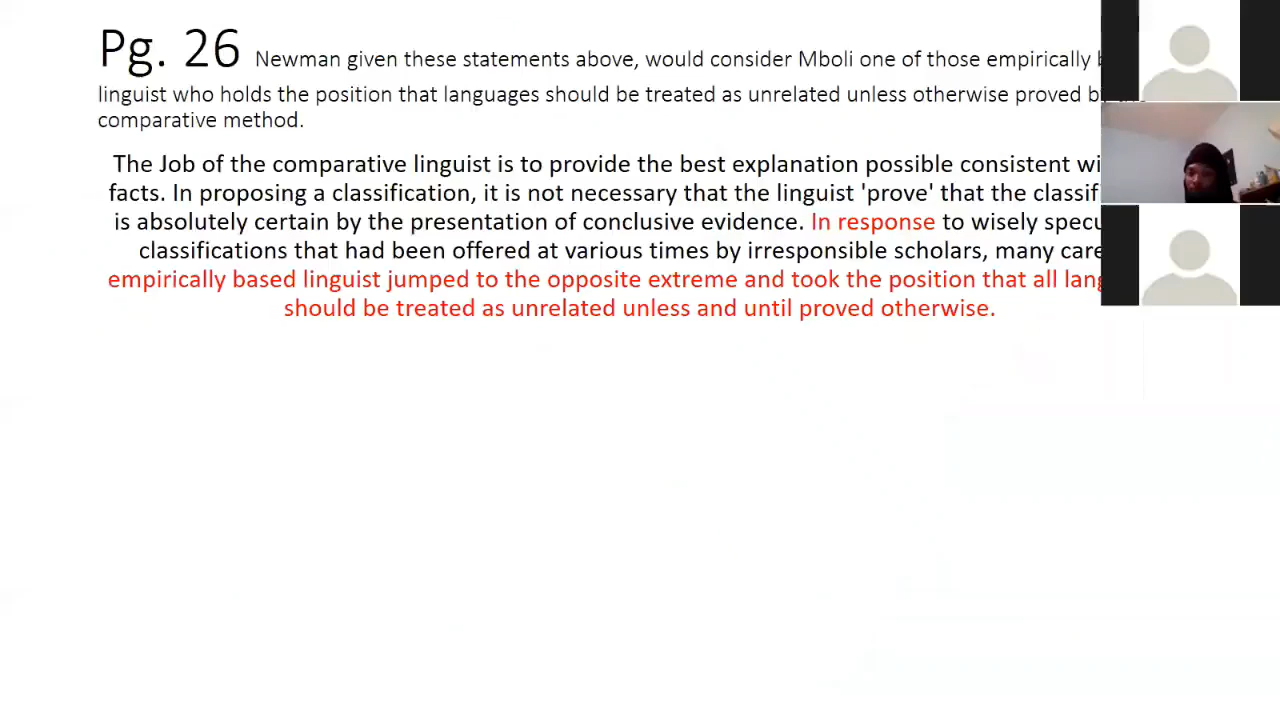 Pg. 26 Newman given these statements above, would consider Mboli one of those empirically
linguist who holds the position that languages should be treated as unrelated unless otherwise proved
comparative method.
The Job of the comparative linguist is to provide the best explanation possible consistent
facts. In proposing a classification, it is not necessary that the linguist 'prove' that the
is absolutely certain by the presentation of conclusive evidence. In response to wisely
classifications that had been offered at various times by irresponsible scholars, many
empirically based linguist jumped to the opposite extreme and took the position that all
should be treated as unrelated unless and until proved otherwise.